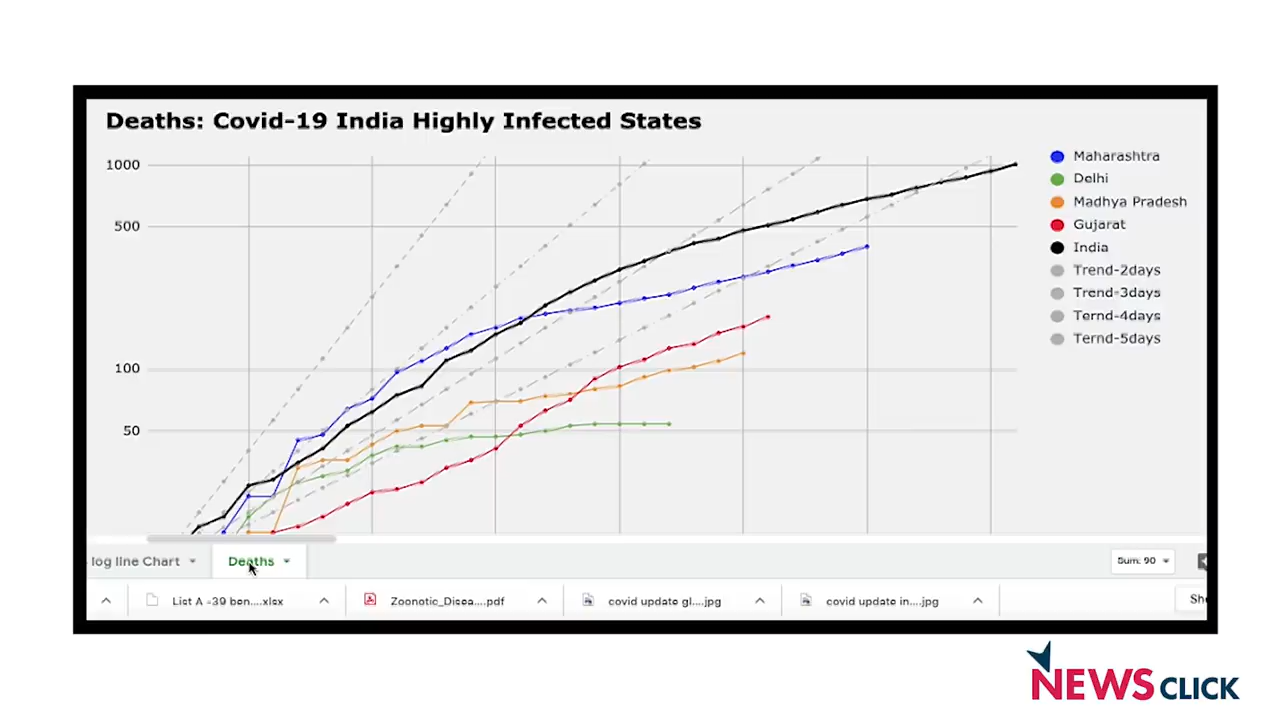 Deaths: Covid-19 India Highly Infected States
1000
500
100
50
Maharashtra
Delhi
Madhya Pradesh
Gujarat
India
Trend-2days
Trend-3days
Ternd-4days
Ternd-5days
log line Chart
Deaths
Sum: 90
List A -39 ben....xlsx
Zoonotic_Disea....pdf
covid update gl....jpg
covid update in....jpg
Sh
NEWS CLICK